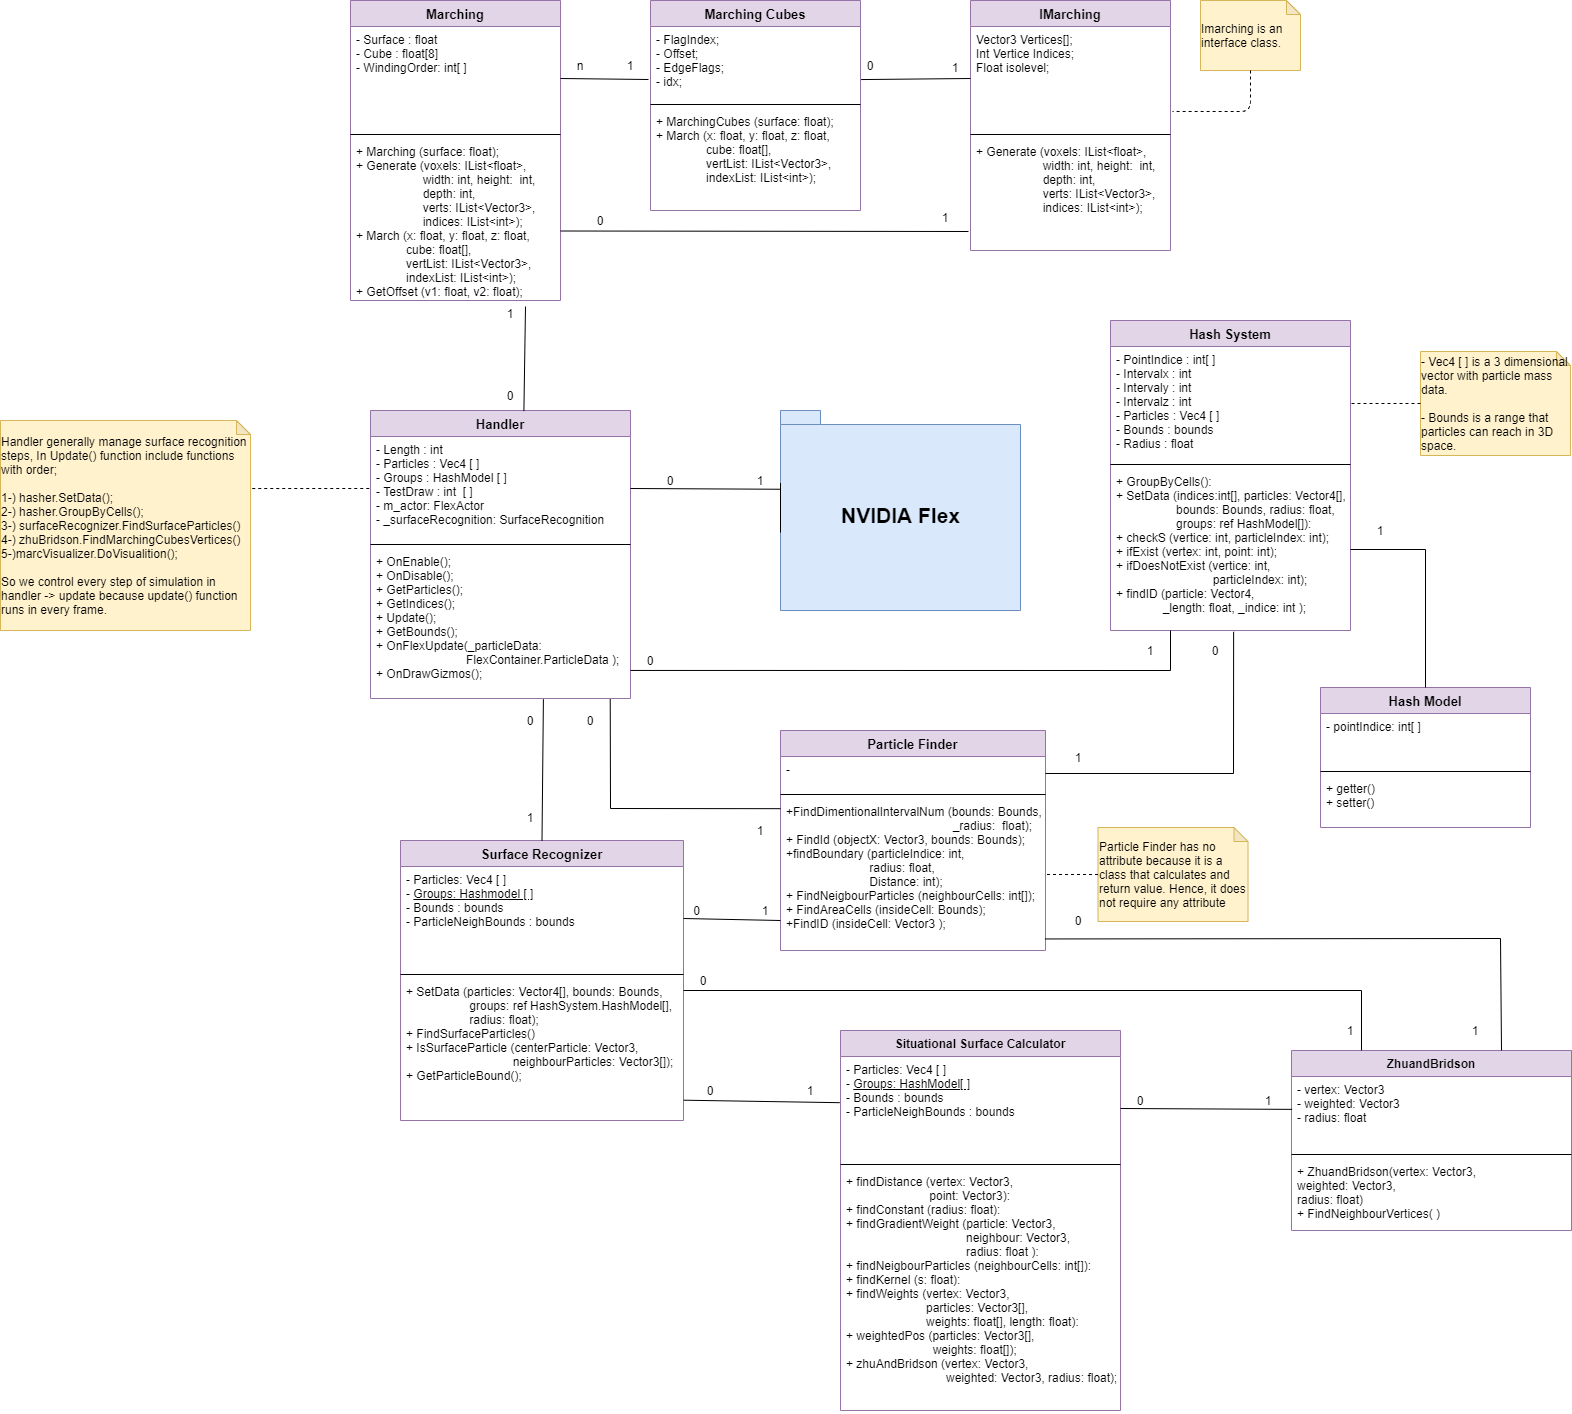 Marching
- Surface : float
- Cube : float[8]
- WindingOrder: int[ ]
+ Marching (surface: float);
+ Generate (voxels: IList<float>,
width: int, height:  int,
depth: int,
verts: IList<Vector3>,
indices: IList<int>);
+ March (x: float, y: float, z: float,
cube: float[],
vertList: IList<Vector3>,
indexList: IList<int>);
+ GetOffset (v1: float, v2: float);
n
1
Marching Cubes
- FlagIndex;
- Offset;
- EdgeFlags;
- idx;
+ MarchingCubes (surface: float);
+ March (x: float, y: float, z: float,
cube: float[],
vertList: IList<Vector3>,
indexList: IList<int>);
0
1
IMarching
Vector3 Vertices[];
Int Vertice Indices;
Float isolevel;
+ Generate (voxels: IList<float>,
width: int, height:  int,
depth: int,
verts: IList<Vector3>,
indices: IList<int>);
Imarching is an
interface class.
0
1
1
0
Handler generally manage surface recognition
steps, In Update() function include functions
with order;
1-) hasher.SetData();
2-) hasher.GroupByCells();
3-) surfaceRecognizer.FindSurfaceParticles()
4-) zhuBridson.FindMarchingCubesVertices()
5-)marcVisualizer.DoVisualition();
So we control every step of simulation in
handler -> update because update() function
runs in every frame.
Handler
- Length : int
- Particles : Vec4 [ ]
- Groups : HashModel [ ]
- TestDraw : int  [ ]
- m_actor: FlexActor
- _surfaceRecognition: SurfaceRecognition
+ OnEnable();
+ OnDisable();
+ GetParticles();
+ GetIndices();
+ Update();
+ GetBounds();
+ OnFlexUpdate(_particleData:
FlexContainer.ParticleData );
+ OnDrawGizmos();
0
1
NVIDIA Flex
Hash System
- PointIndice : int[ ]
- Intervalx : int
- Intervaly : int
- Intervalz : int
- Particles : Vec4 [ ]
- Bounds : bounds
- Radius : float
+ GroupByCells():
+ SetData (indices:int[], particles: Vector4[],
bounds: Bounds, radius: float,
groups: ref HashModel[]):
+ checkS (vertice: int, particleIndex: int);
+ ifExist (vertex: int, point: int);
+ ifDoesNotExist (vertice: int,
particleIndex: int);
+ findID (particle: Vector4,
_length: float, _indice: int );
- Vec4 [ ] is a 3 dimensional
vector with particle mass
data.
- Bounds is a range that
particles can reach in 3D
space.
1
0
1
0
Hash Model
- pointIndice: int[ ]
+ getter()
+ setter()
0
0
1
1
Particle Finder
-
+FindDimentionalIntervalNum (bounds: Bounds,
_radius:  float);
+ FindId (objectX: Vector3, bounds: Bounds);
+findBoundary (particleIndice: int,
radius: float,
Distance: int);
+ FindNeigbourParticles (neighbourCells: int[]);
+ FindAreaCells (insideCell: Bounds);
+FindID (insideCell: Vector3 );
1
Particle Finder has no
attribute because it is a
class that calculates and
return value. Hence, it does
not require any attribute
Surface Recognizer
- Particles: Vec4 [ ]
- Groups: Hashmodel [ ]
- Bounds : bounds
- ParticleNeighBounds : bounds
+ SetData (particles: Vector4[], bounds: Bounds,
groups: ref HashSystem.HashModel[],
radius: float);
+ FindSurfaceParticles()
+ IsSurfaceParticle (centerParticle: Vector3,
neighbourParticles: Vector3[]);
+ GetParticleBound();
0
1
0
0
1
1
0
1
Situational Surface Calculator
- Particles: Vec4 [ ]
- Groups: HashModel[ ]
- Bounds : bounds
- ParticleNeighBounds : bounds
+ findDistance (vertex: Vector3,
point: Vector3):
+ findConstant (radius: float):
+ findGradientWeight (particle: Vector3,
neighbour: Vector3,
radius: float ):
+ findNeigbourParticles (neighbourCells: int[]):
+ findKernel (s: float):
+ findWeights (vertex: Vector3,
particles: Vector3[],
weights: float[], length: float):
+ weightedPos (particles: Vector3[],
weights: float[]);
+ zhuAndBridson (vertex: Vector3,
weighted: Vector3, radius: float);
0
1
ZhuandBridson
- vertex: Vector3
- weighted: Vector3
- radius: float
+ ZhuandBridson(vertex: Vector3,
weighted: Vector3,
radius: float)
+ FindNeighbourVertices( )